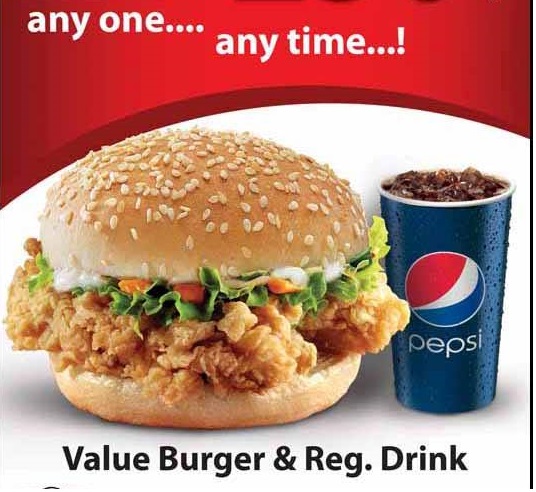 any one....
any time...!
pepsi
Value Burger & Reg. Drink